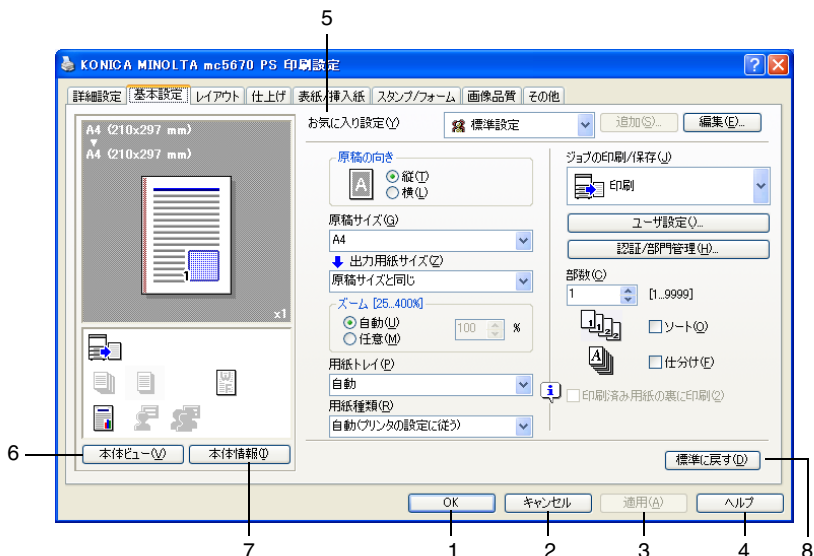 5
KONICA MINOLTA mc5670 PS 印刷設定
詳細設定 基本設定 レイアウト 仕上げ 表紙/挿入紙 スタンプ/フォーム 画像品質 その他
A4 (210x297 mm)
A4 (210x297 mm)
1
x1
本体ビュー(V) 本体情報(I)
お気に入り設定(Y) 標準設定 追加(S)... 編集(E)...
原稿の向き
A
縦(T)
横(L)
原稿サイズ(G)
A4
出力用紙サイズ(Z)
原稿サイズと同じ
ズーム [25...400%]
自動(U)
任意(M)
100 %
用紙トレイ(P)
自動
用紙種類(R)
自動(プリンタの設定に従う)
ジョブの印刷/保存(J)
印刷
ユーザ設定()...
認証/部門管理(H)...
部数(C)
1 [1...9999]
1 1 2 2
ソート(O)
A
仕分け(F)
印刷済み用紙の裏に印刷(2)
標準に戻す(D)
OK キャンセル 適用(A) ヘルプ
6
7 1 2 3 4 8